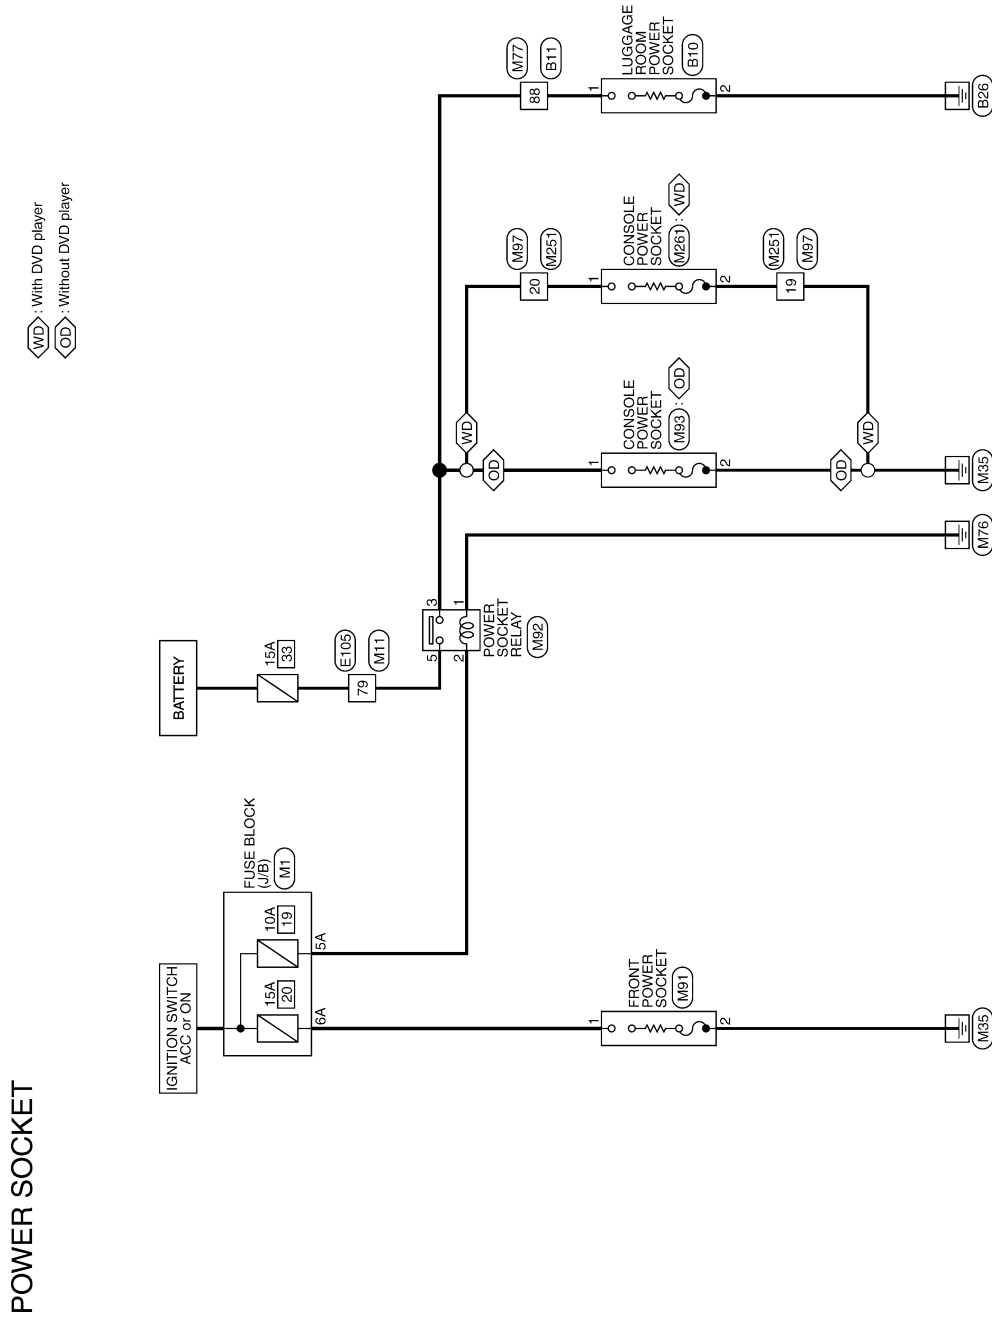 POWER SOCKET
WD : With DVD player
OD : Without DVD player
IGNITION SWITCH
ACC or ON
BATTERY
FUSE BLOCK
(J/B)
M1
15A
20
10A
19
6A
5A
15A
33
79
E105
M11
5
3
2
1
POWER
SOCKET
RELAY
M92
WD
OD
20
M97
M251
88
M77
B11
1
FRONT
POWER
SOCKET
M91
2
1
CONSOLE
POWER
SOCKET
M93 : OD
2
1
CONSOLE
POWER
SOCKET
M261 : WD
2
1
LUGGAGE
ROOM
POWER
SOCKET
B10
2
19
M251
M97
OD
WD
M35
M76
M35
B26